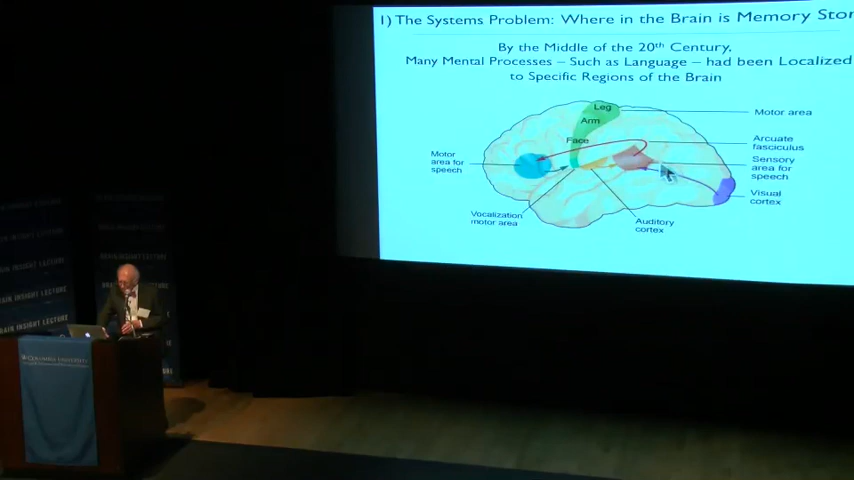 1) The Systems Problem: Where in the Brain is Memory Stor
By the Middle of the 20th Century,
Many Mental Processes – Such as Language – had been Localized
to Specific Regions of the Brain
Leg
Arm
Face
Motor area
Arcuate
fasciculus
Sensory
area for
speech
Visual
cortex
Motor
area for
speech
Vocalization
motor area
Auditory
cortex
BRAIN INSIGHT LECTURE
BRAIN INSIGHT LECTURE
COLUMBIA UNIVERSITY